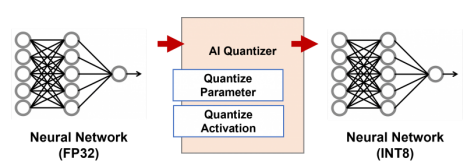 AI Quantizer
Quantize
Parameter
Quantize
Activation
Neural Network
(FP32)
Neural Network
(INT8)